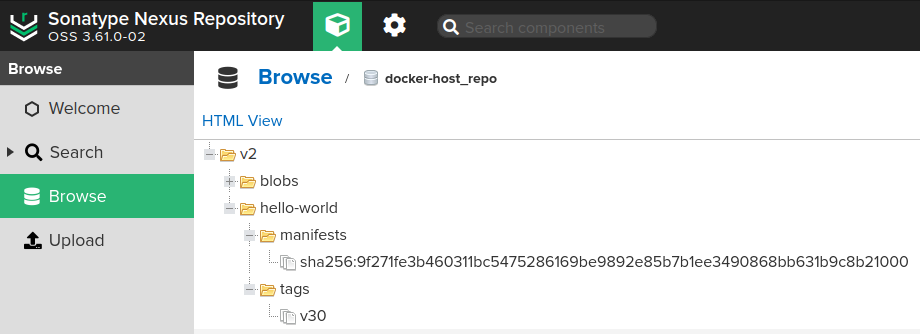 Sonatype Nexus Repository
OSS 3.61.0-02
Search components
Browse
Welcome
Search
Browse
Upload
Browse / docker-host_repo
HTML View
v2
blobs
hello-world
manifests
sha256:9f271fe3b460311bc5475286169be9892e85b7b1ee3490868bb631b9c8b21000
tags
v30